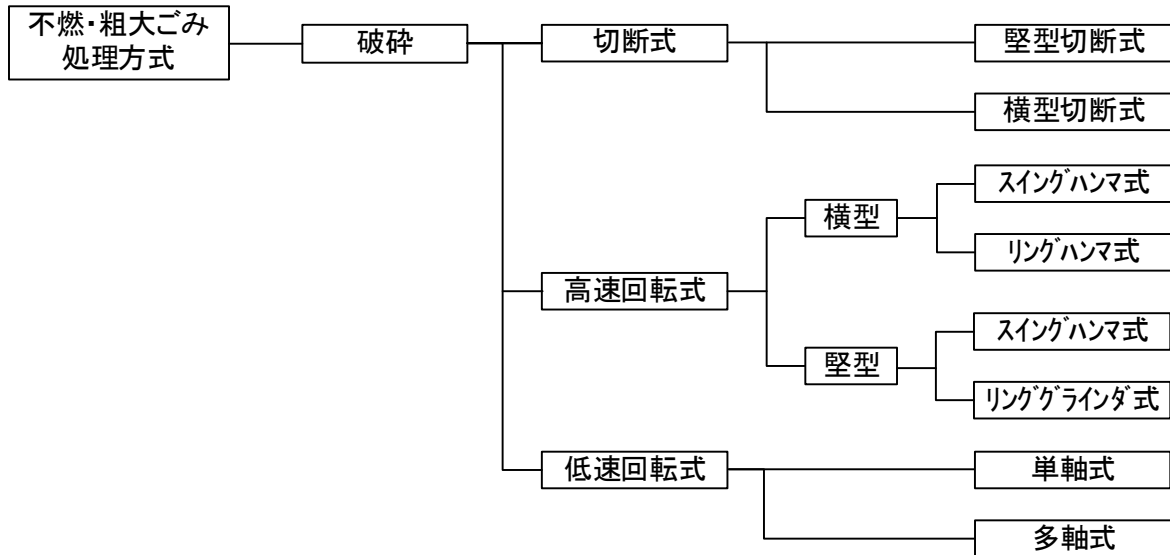 不燃・粗大ごみ
処理方式
破砕
切断式
堅型切断式
横型切断式
高速回転式
横型
スイングハンマ式
リングハンマ式
堅型
スイングハンマ式
リンググラインダ式
低速回転式
単軸式
多軸式